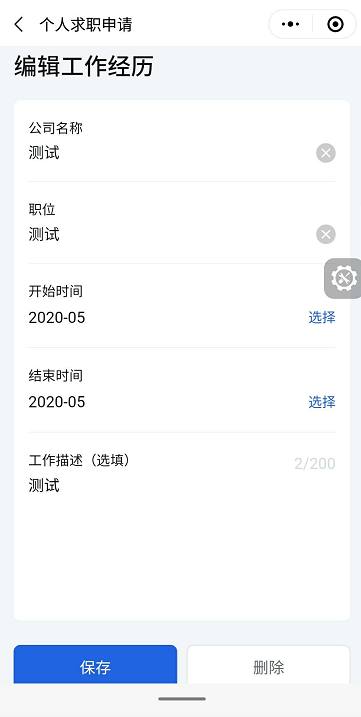 个人求职申请
编辑工作经历
公司名称
测试
职位
测试
开始时间
2020-05
选择
结束时间
2020-05
选择
工作描述（选填）
2/200
测试
保存
删除